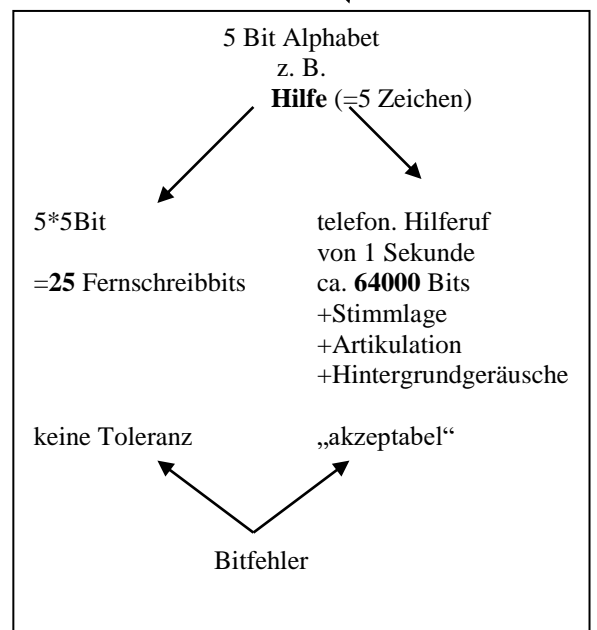 5 Bit Alphabet
z. B.
Hilfe (=5 Zeichen)
5*5Bit
=25 Fernschreibbits
keine Toleranz
telefon. Hilferuf
von 1 Sekunde
ca. 64000 Bits
+Stimmlage
+Artikulation
+Hintergrundgeräusche
„akzeptabel“
Bitfehler